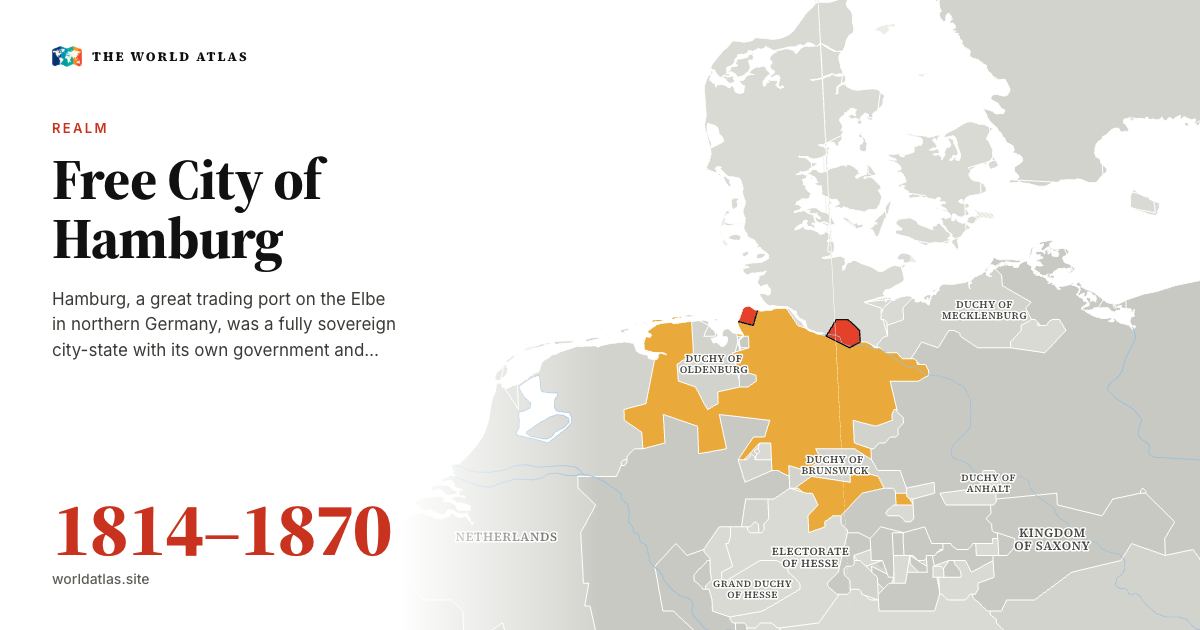 THE WORLD ATLAS
REALM
Free City of
Hamburg
Hamburg, a great trading port on the Elbe
in northern Germany, was a fully sovereign
city-state with its own government and...
1814–1870
worldatlas.site
DUCHY OF
MECKLENBURG
DUCHY OF
OLDENBURG
DUCHY OF
BRUNSWICK
DUCHY OF
ANHALT
NETHERLANDS
KINGDOM
OF SAXONY
ELECTORATE
OF HESSE
GRAND DUCHY
OF HESSE